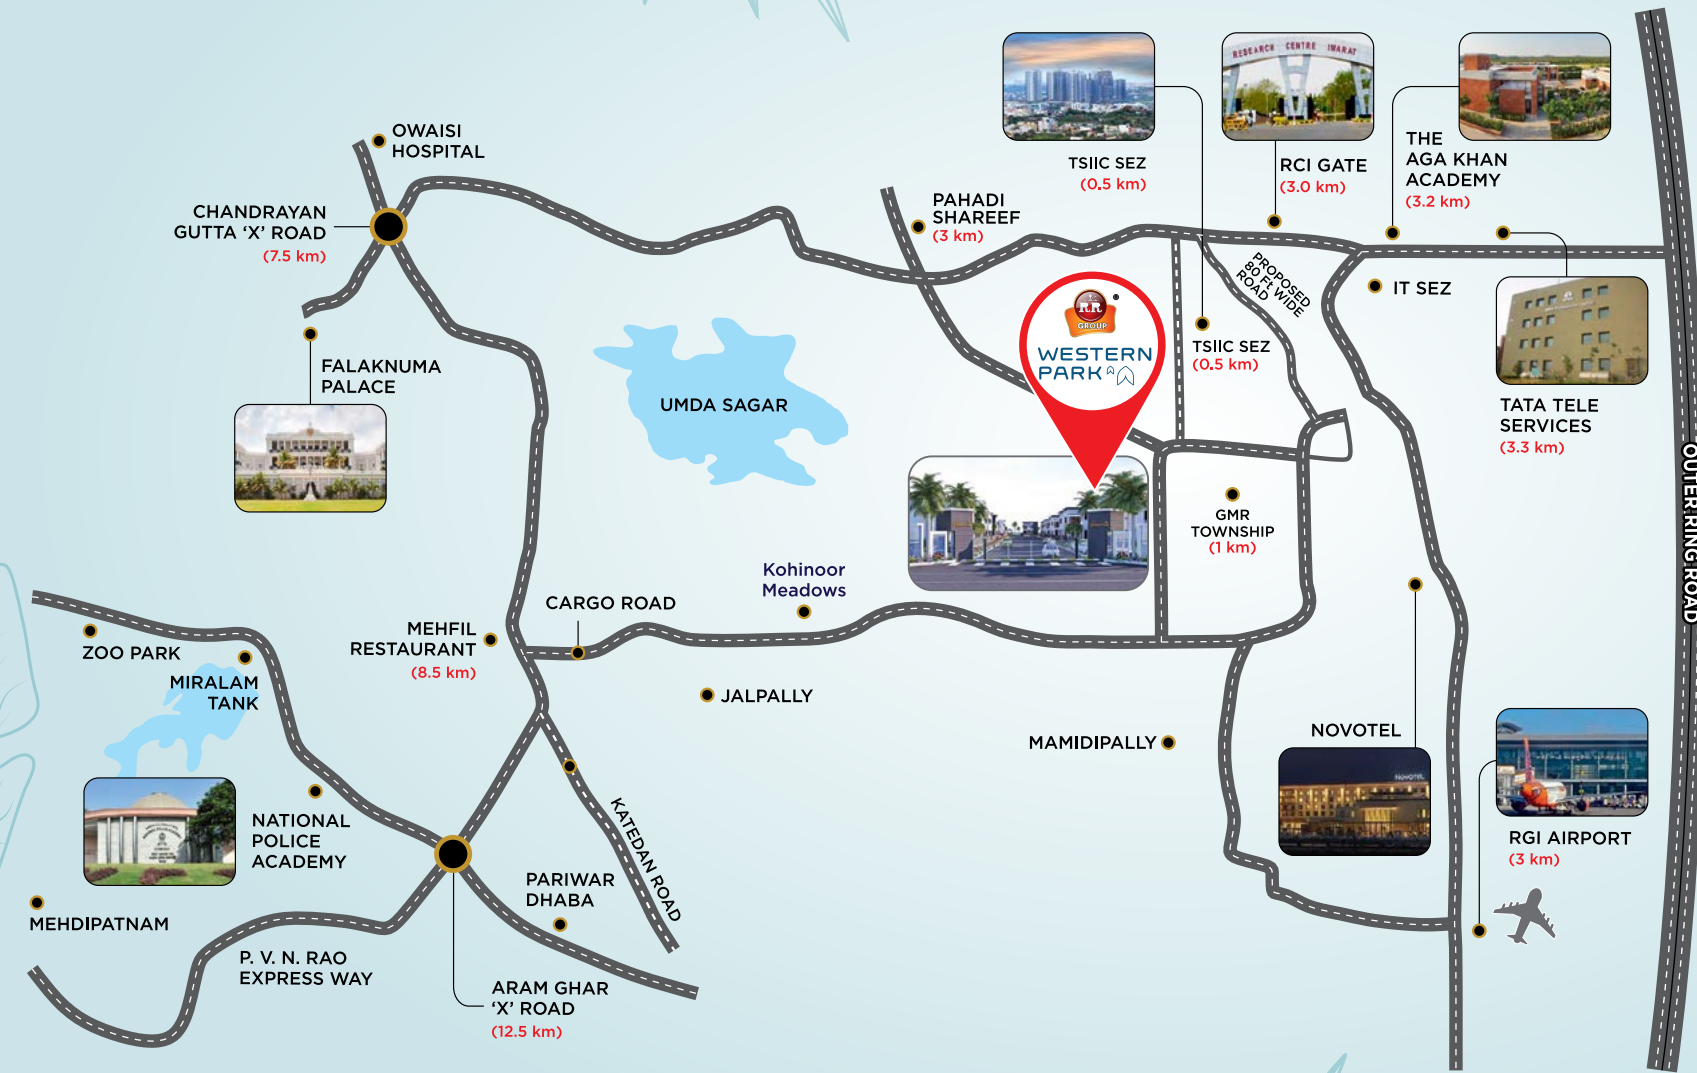 OWAISI
HOSPITAL
CHANDRAYAN
GUTTA ‘X’ ROAD
(7.5 km)
FALAKNUMA
PALACE
UMDA SAGAR
PAHADI
SHAREEF
(3 km)
TSIIC SEZ
(0.5 km)
RESEARCH CENTRE IMARAT
RCI GATE
(3.0 km)
THE
AGA KHAN
ACADEMY
(3.2 km)
PROPOSED
80 Ft WIDE
ROAD
IT SEZ
RR
GROUP
WESTERN
PARK
TSIIC SEZ
(0.5 km)
TATA TELE
SERVICES
(3.3 km)
OUTER RING ROAD
GMR
TOWNSHIP
(1 km)
Kohinoor
Meadows
CARGO ROAD
MEHFIL
RESTAURANT
(8.5 km)
ZOO PARK
MIRALAM
TANK
JALPALLY
MAMIDIPALLY
NOVOTEL
NOVOTEL
RGI AIRPORT
(3 km)
NATIONAL
POLICE
ACADEMY
KATEDAN ROAD
PARIWAR
DHABA
MEHDIPATNAM
P. V. N. RAO
EXPRESS WAY
ARAM GHAR
‘X’ ROAD
(12.5 km)